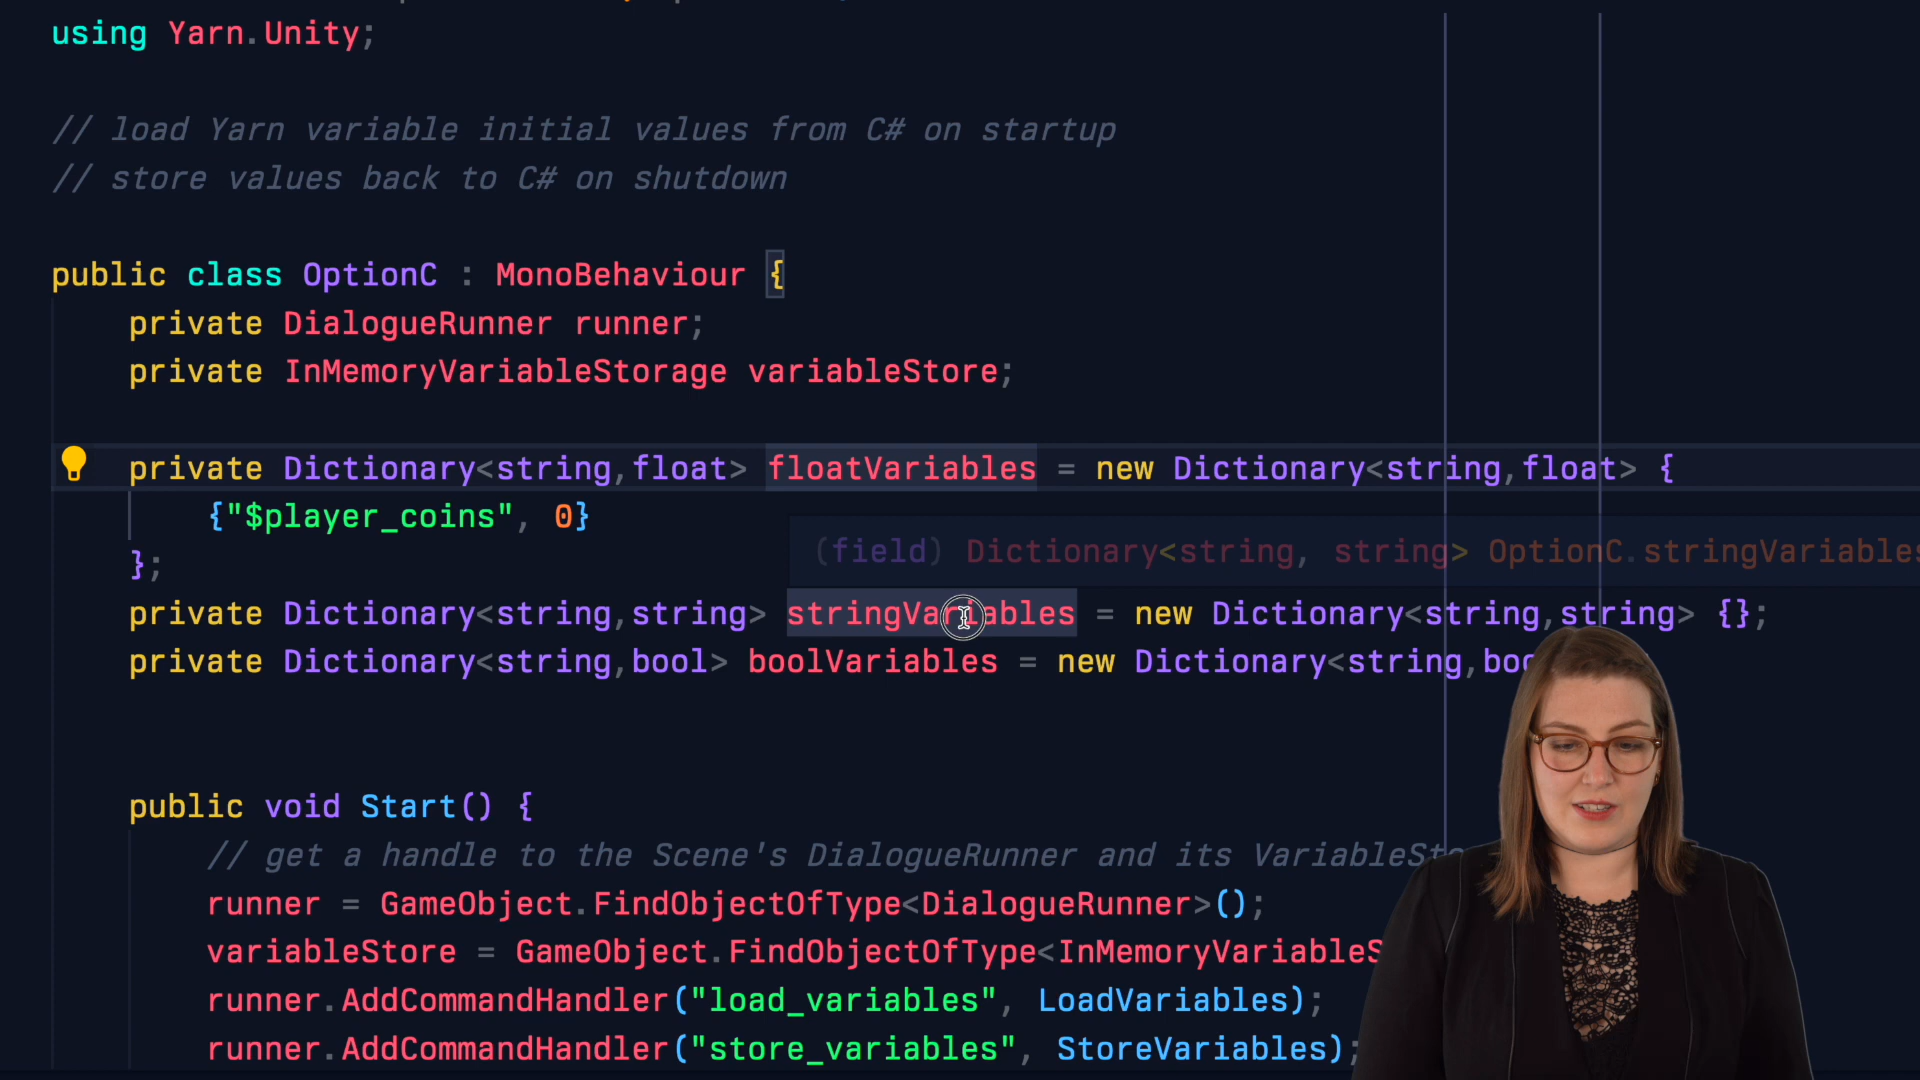 using Yarn.Unity;
// load Yarn variable initial values from C# on startup
// store values back to C# on shutdown
public class OptionC : MonoBehaviour {
private DialogueRunner runner;
private InMemoryVariableStorage variableStore;
private Dictionary<string,float> floatVariables = new Dictionary<string,float> {
{"$player_coins", 0}
(field) Dictionary<string, string> OptionC.stringVariables
};
private Dictionary<string,string> stringVariables = new Dictionary<string,string> {};
private Dictionary<string,bool> boolVariables = new Dictionary<string,boo
public void Start() {
// get a handle to the Scene's DialogueRunner and its VariableSto
runner = GameObject.FindObjectOfType<DialogueRunner>();
variableStore = GameObject.FindObjectOfType<InMemoryVariableS
runner.AddCommandHandler("load_variables", LoadVariables);
runner.AddCommandHandler("store_variables", StoreVariables);